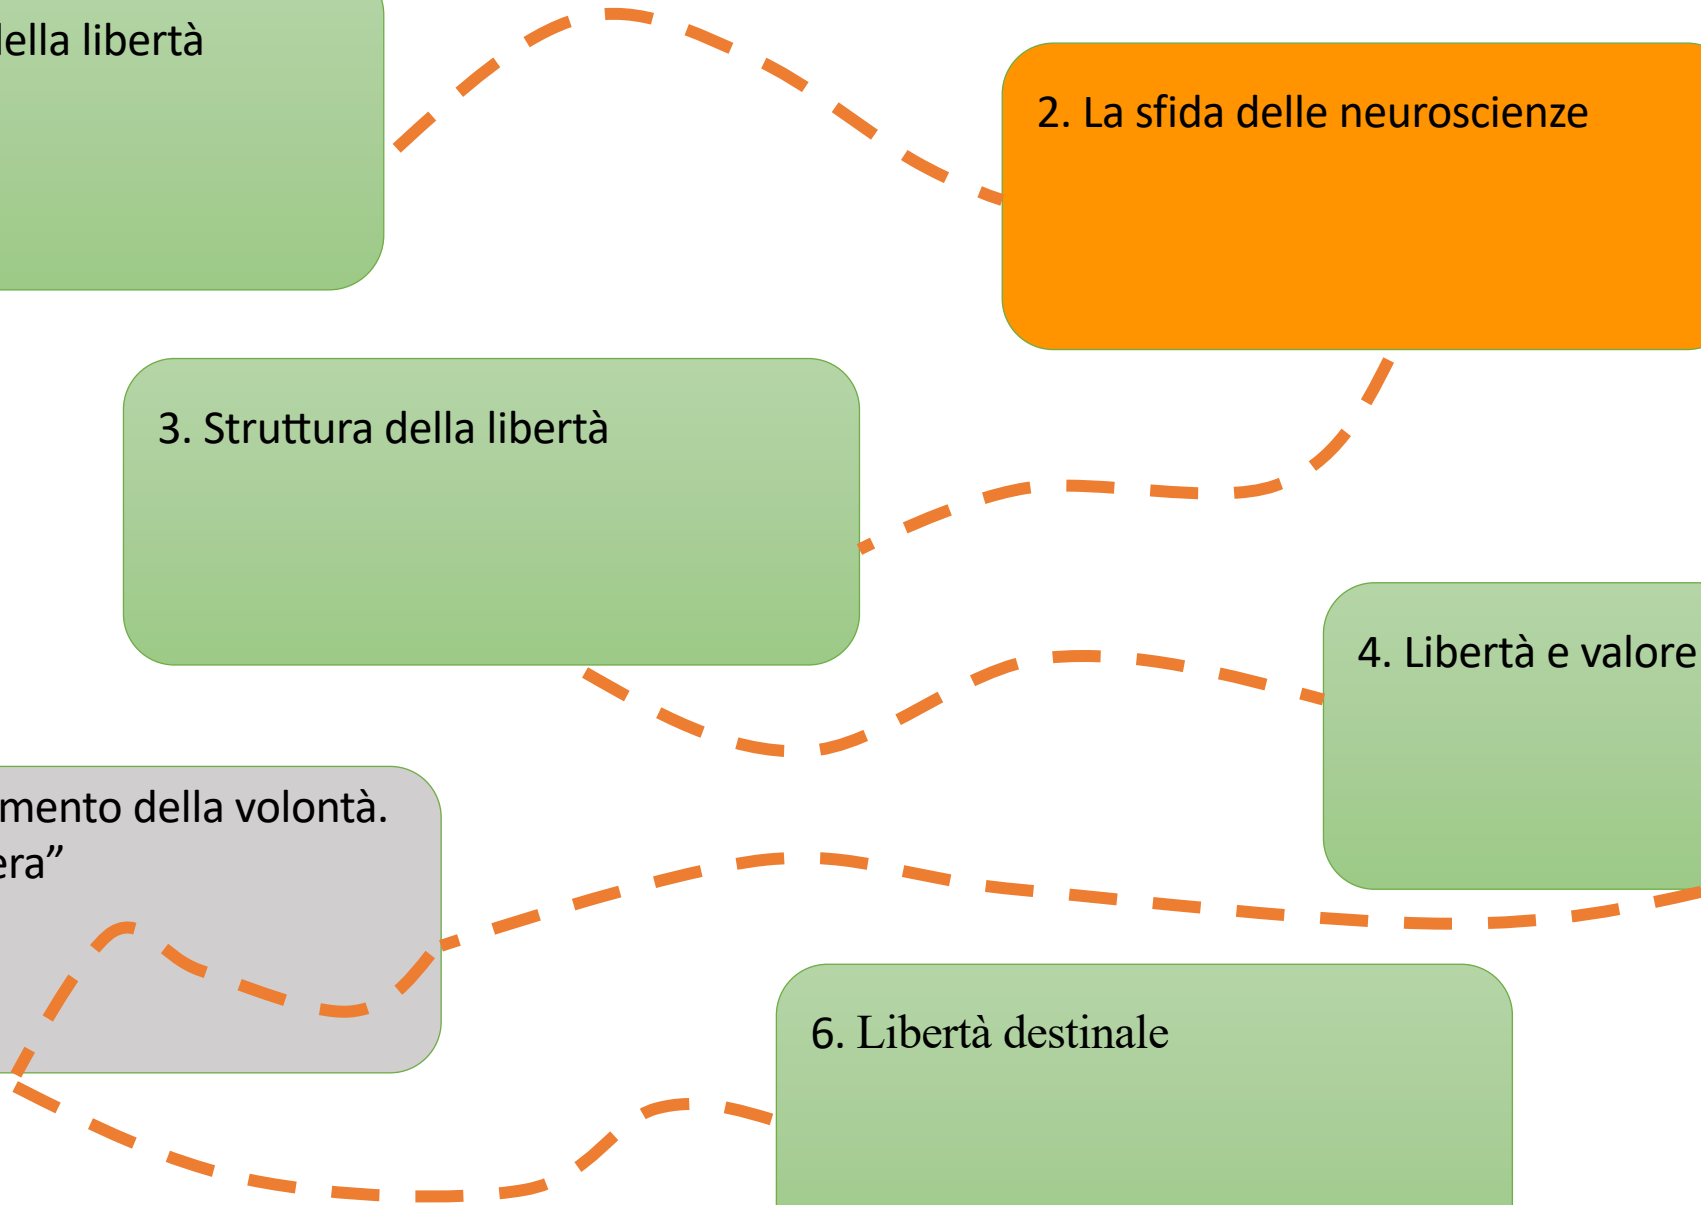 della libertà
2. La sfida delle neuroscienze
3. Struttura della libertà
4. Libertà e valore
mento della volontà.
era”
6. Libertà destinale